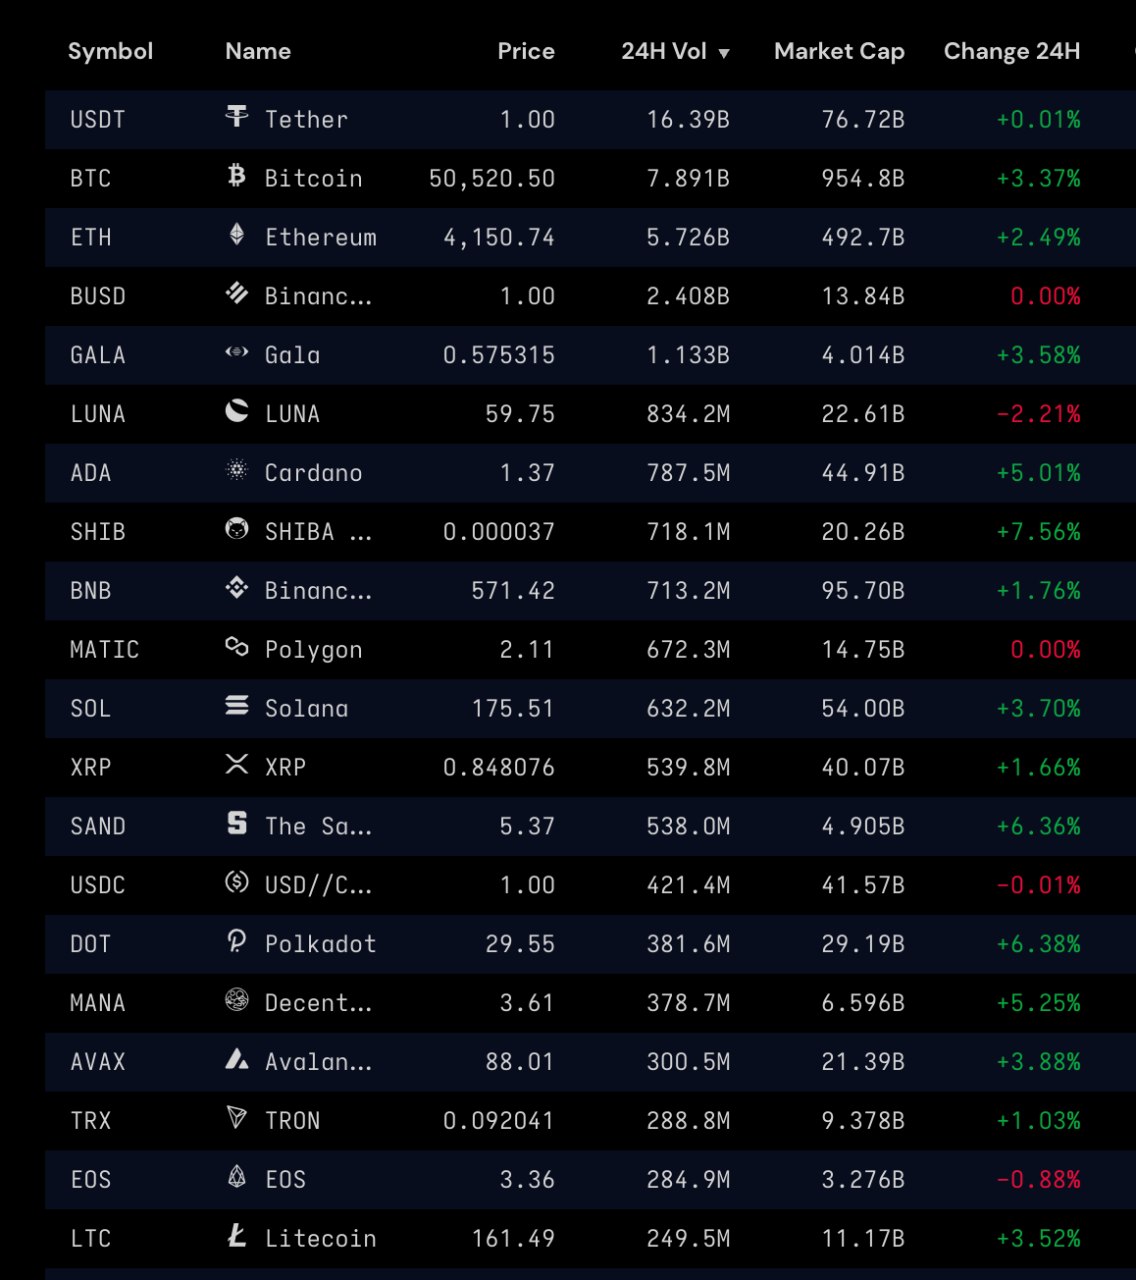 Symbol Name Price 24H Vol ▼ Market Cap Change 24H
USDT Tether 1.00 16.39B 76.72B +0.01%
BTC Bitcoin 50,520.50 7.891B 954.8B +3.37%
ETH Ethereum 4,150.74 5.726B 492.7B +2.49%
BUSD Binanc... 1.00 2.408B 13.84B 0.00%
GALA Gala 0.575315 1.133B 4.014B +3.58%
LUNA LUNA 59.75 834.2M 22.61B -2.21%
ADA Cardano 1.37 787.5M 44.91B +5.01%
SHIB SHIBA ... 0.000037 718.1M 20.26B +7.56%
BNB Binanc... 571.42 713.2M 95.70B +1.76%
MATIC Polygon 2.11 672.3M 14.75B 0.00%
SOL Solana 175.51 632.2M 54.00B +3.70%
XRP XRP 0.848076 539.8M 40.07B +1.66%
SAND The Sa... 5.37 538.0M 4.905B +6.36%
USDC USD//C... 1.00 421.4M 41.57B -0.01%
DOT Polkadot 29.55 381.6M 29.19B +6.38%
MANA Decent... 3.61 378.7M 6.596B +5.25%
AVAX Avalan... 88.01 300.5M 21.39B +3.88%
TRX TRON 0.092041 288.8M 9.378B +1.03%
EOS EOS 3.36 284.9M 3.276B -0.88%
LTC Litecoin 161.49 249.5M 11.17B +3.52%